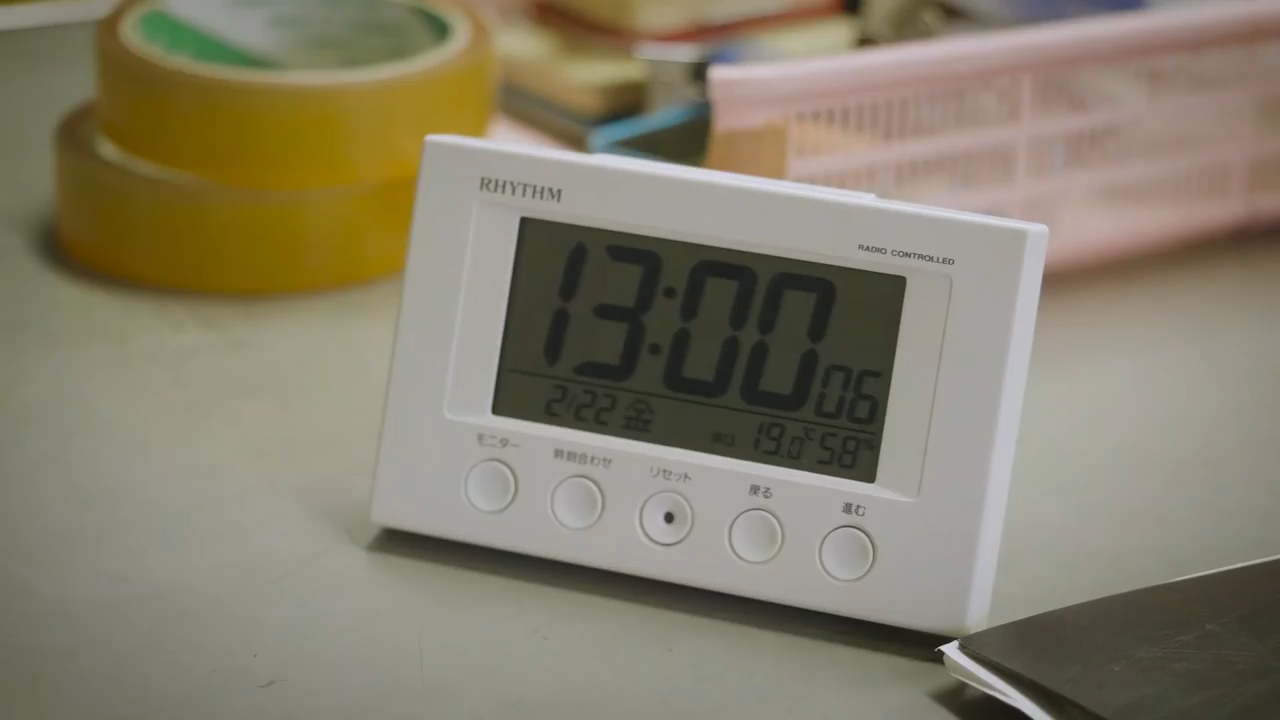 RHYTHM
RADIO CONTROLLED
13:00 06
2/22 金 19.0℃ 58%
モニター 時刻合わせ リセット 戻る 進む